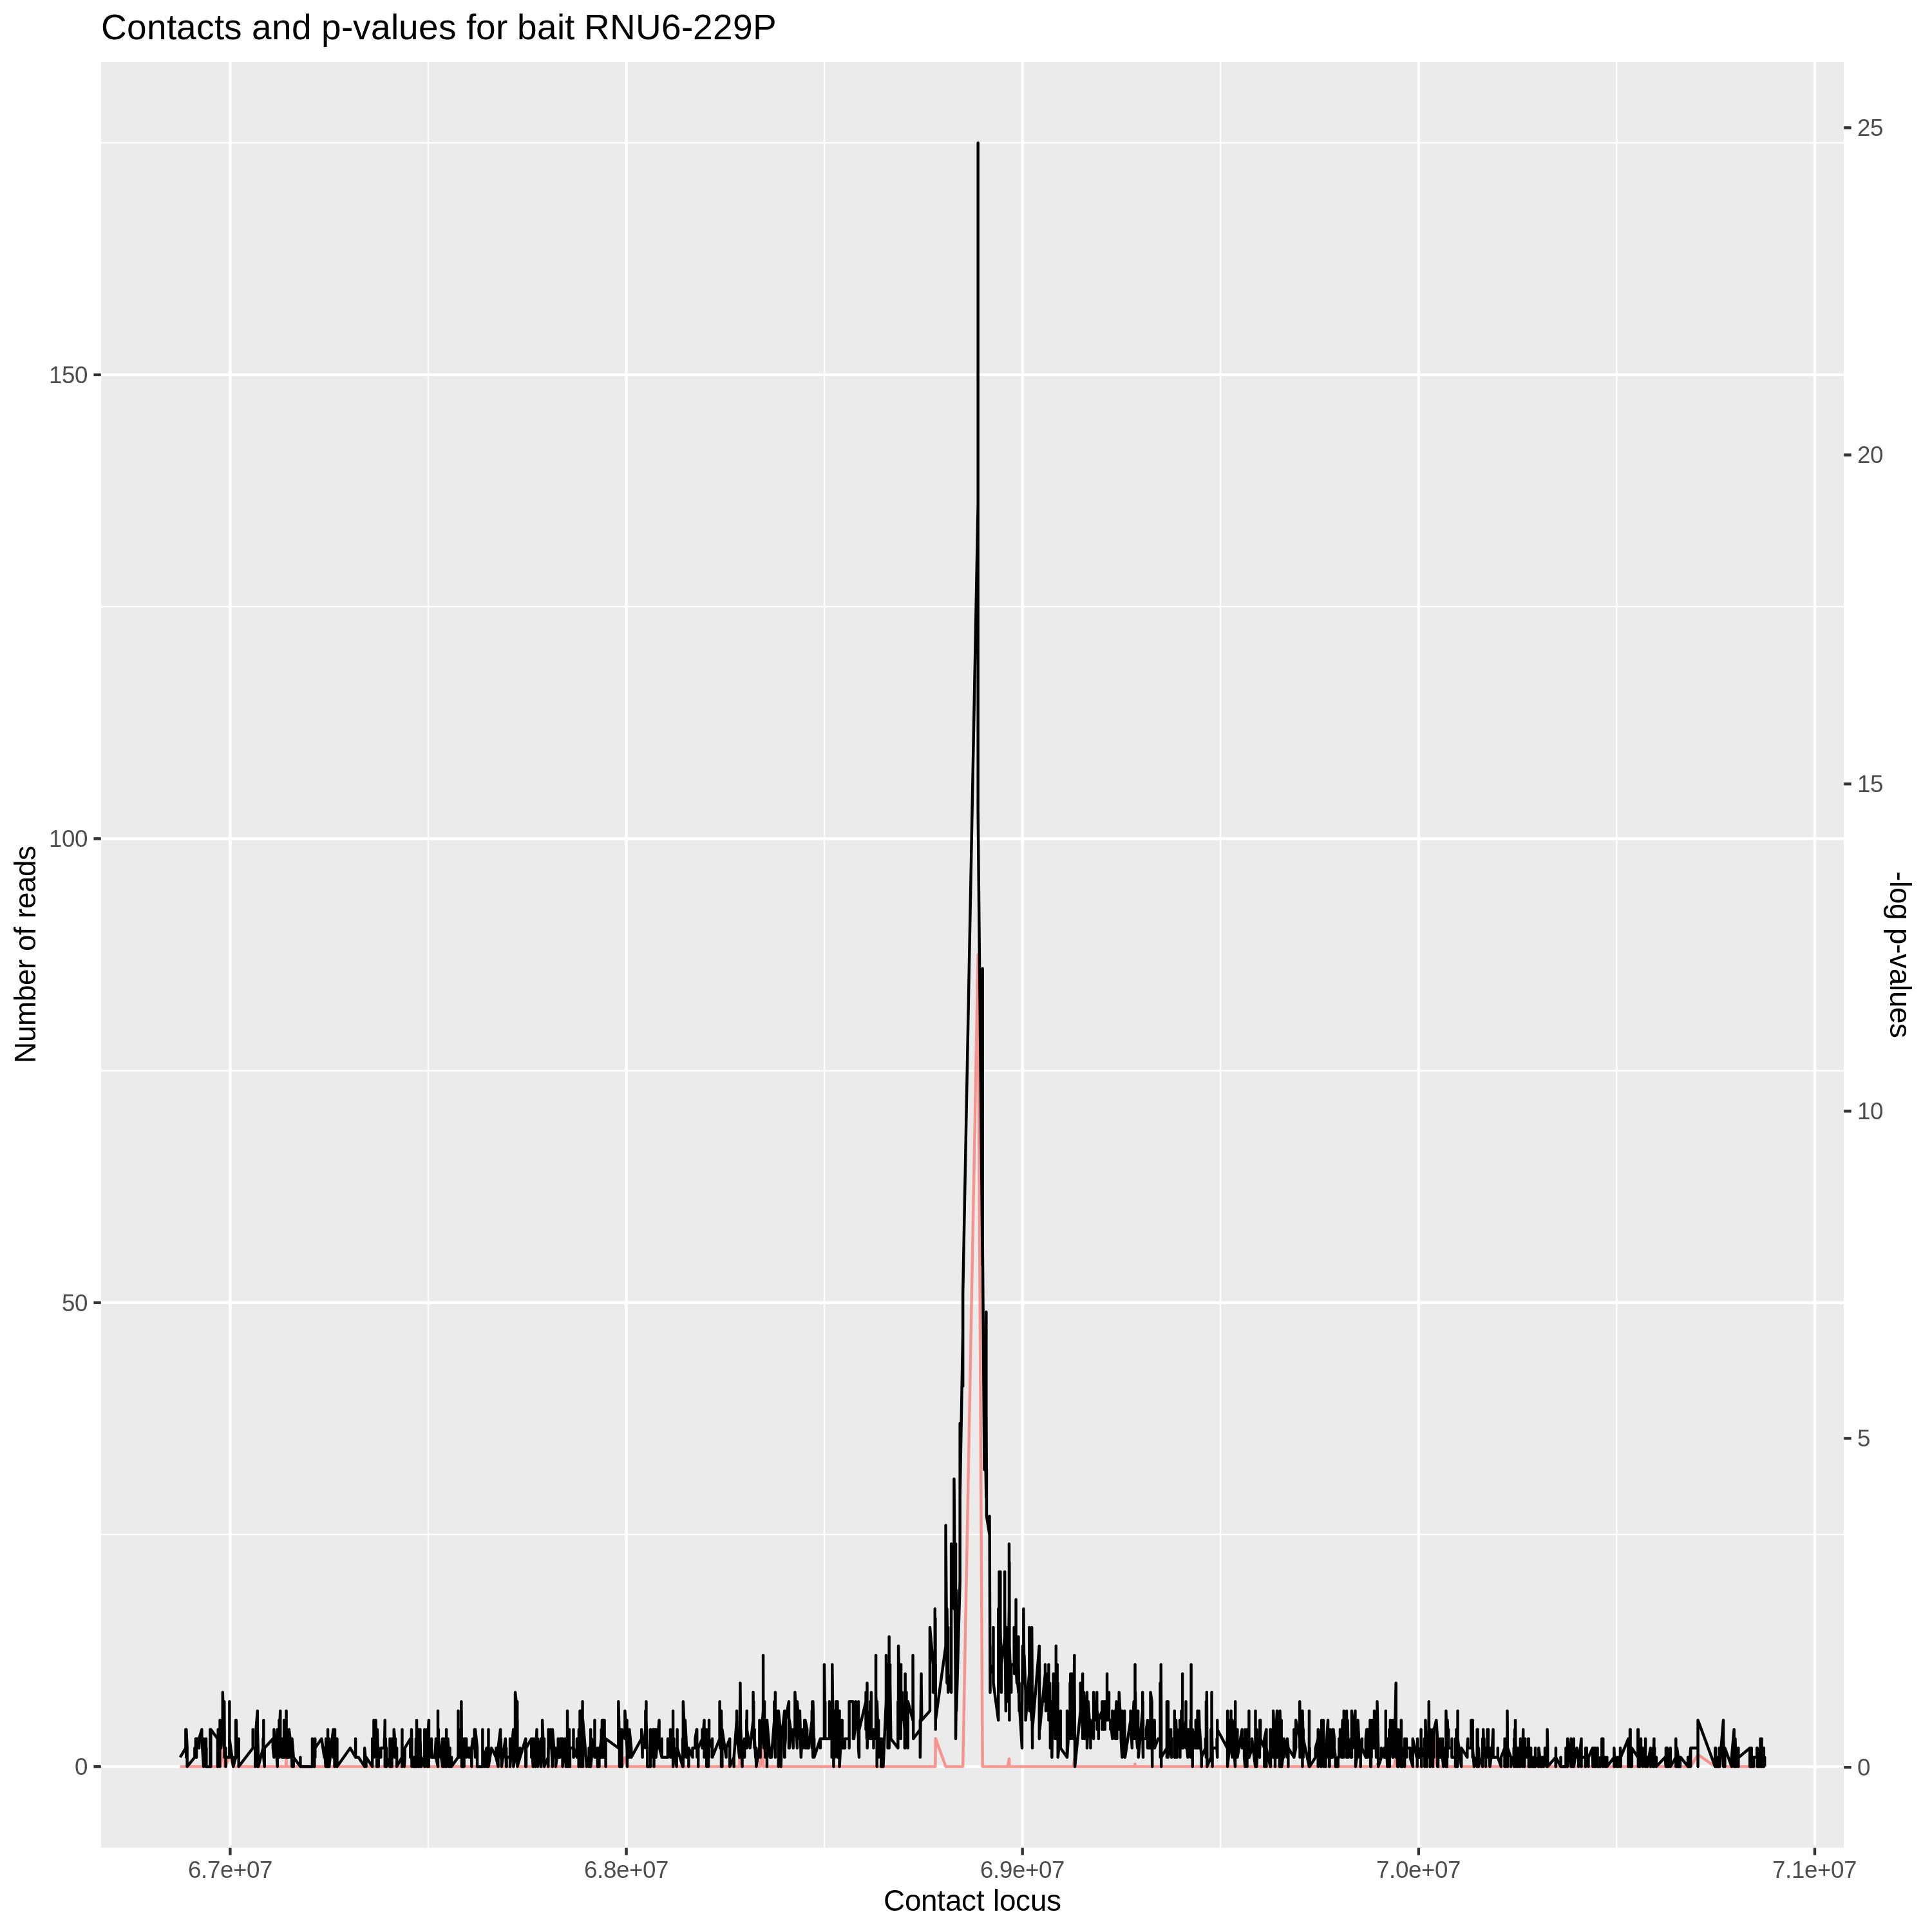 Contacts and p-values for bait RNU6-229P
150
100
50
0
Number of reads
25
20
15
10
5
0
-log p-values
6.7e+07 6.8e+07 6.9e+07 7.0e+07 7.1e+07
Contact locus